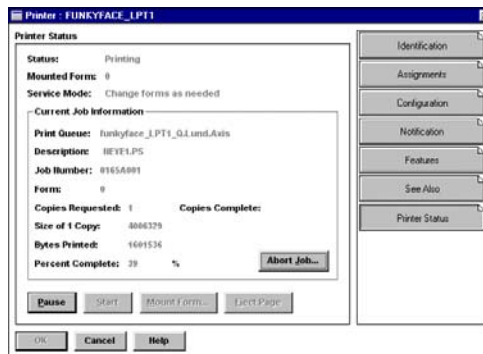 Printer : FUNKYFACE_LPT1
Printer Status
Status: Printing
Mounted Form: 0
Service Mode: Change forms as needed
Current Job Information
Print Queue: funkyface_LPT1_Q.Lund.Axis
Description: NEYE1.PS
Job Number: 0165A001
Form: 0
Copies Requested: 1 Copies Complete:
Size of 1 Copy: 4006329
Bytes Printed: 1601536
Percent Complete: 39 %
Abort Job...
Pause Start Mount Form... Eject Page
OK Cancel Help
Identification
Assignments
Configuration
Notification
Features
See Also
Printer Status